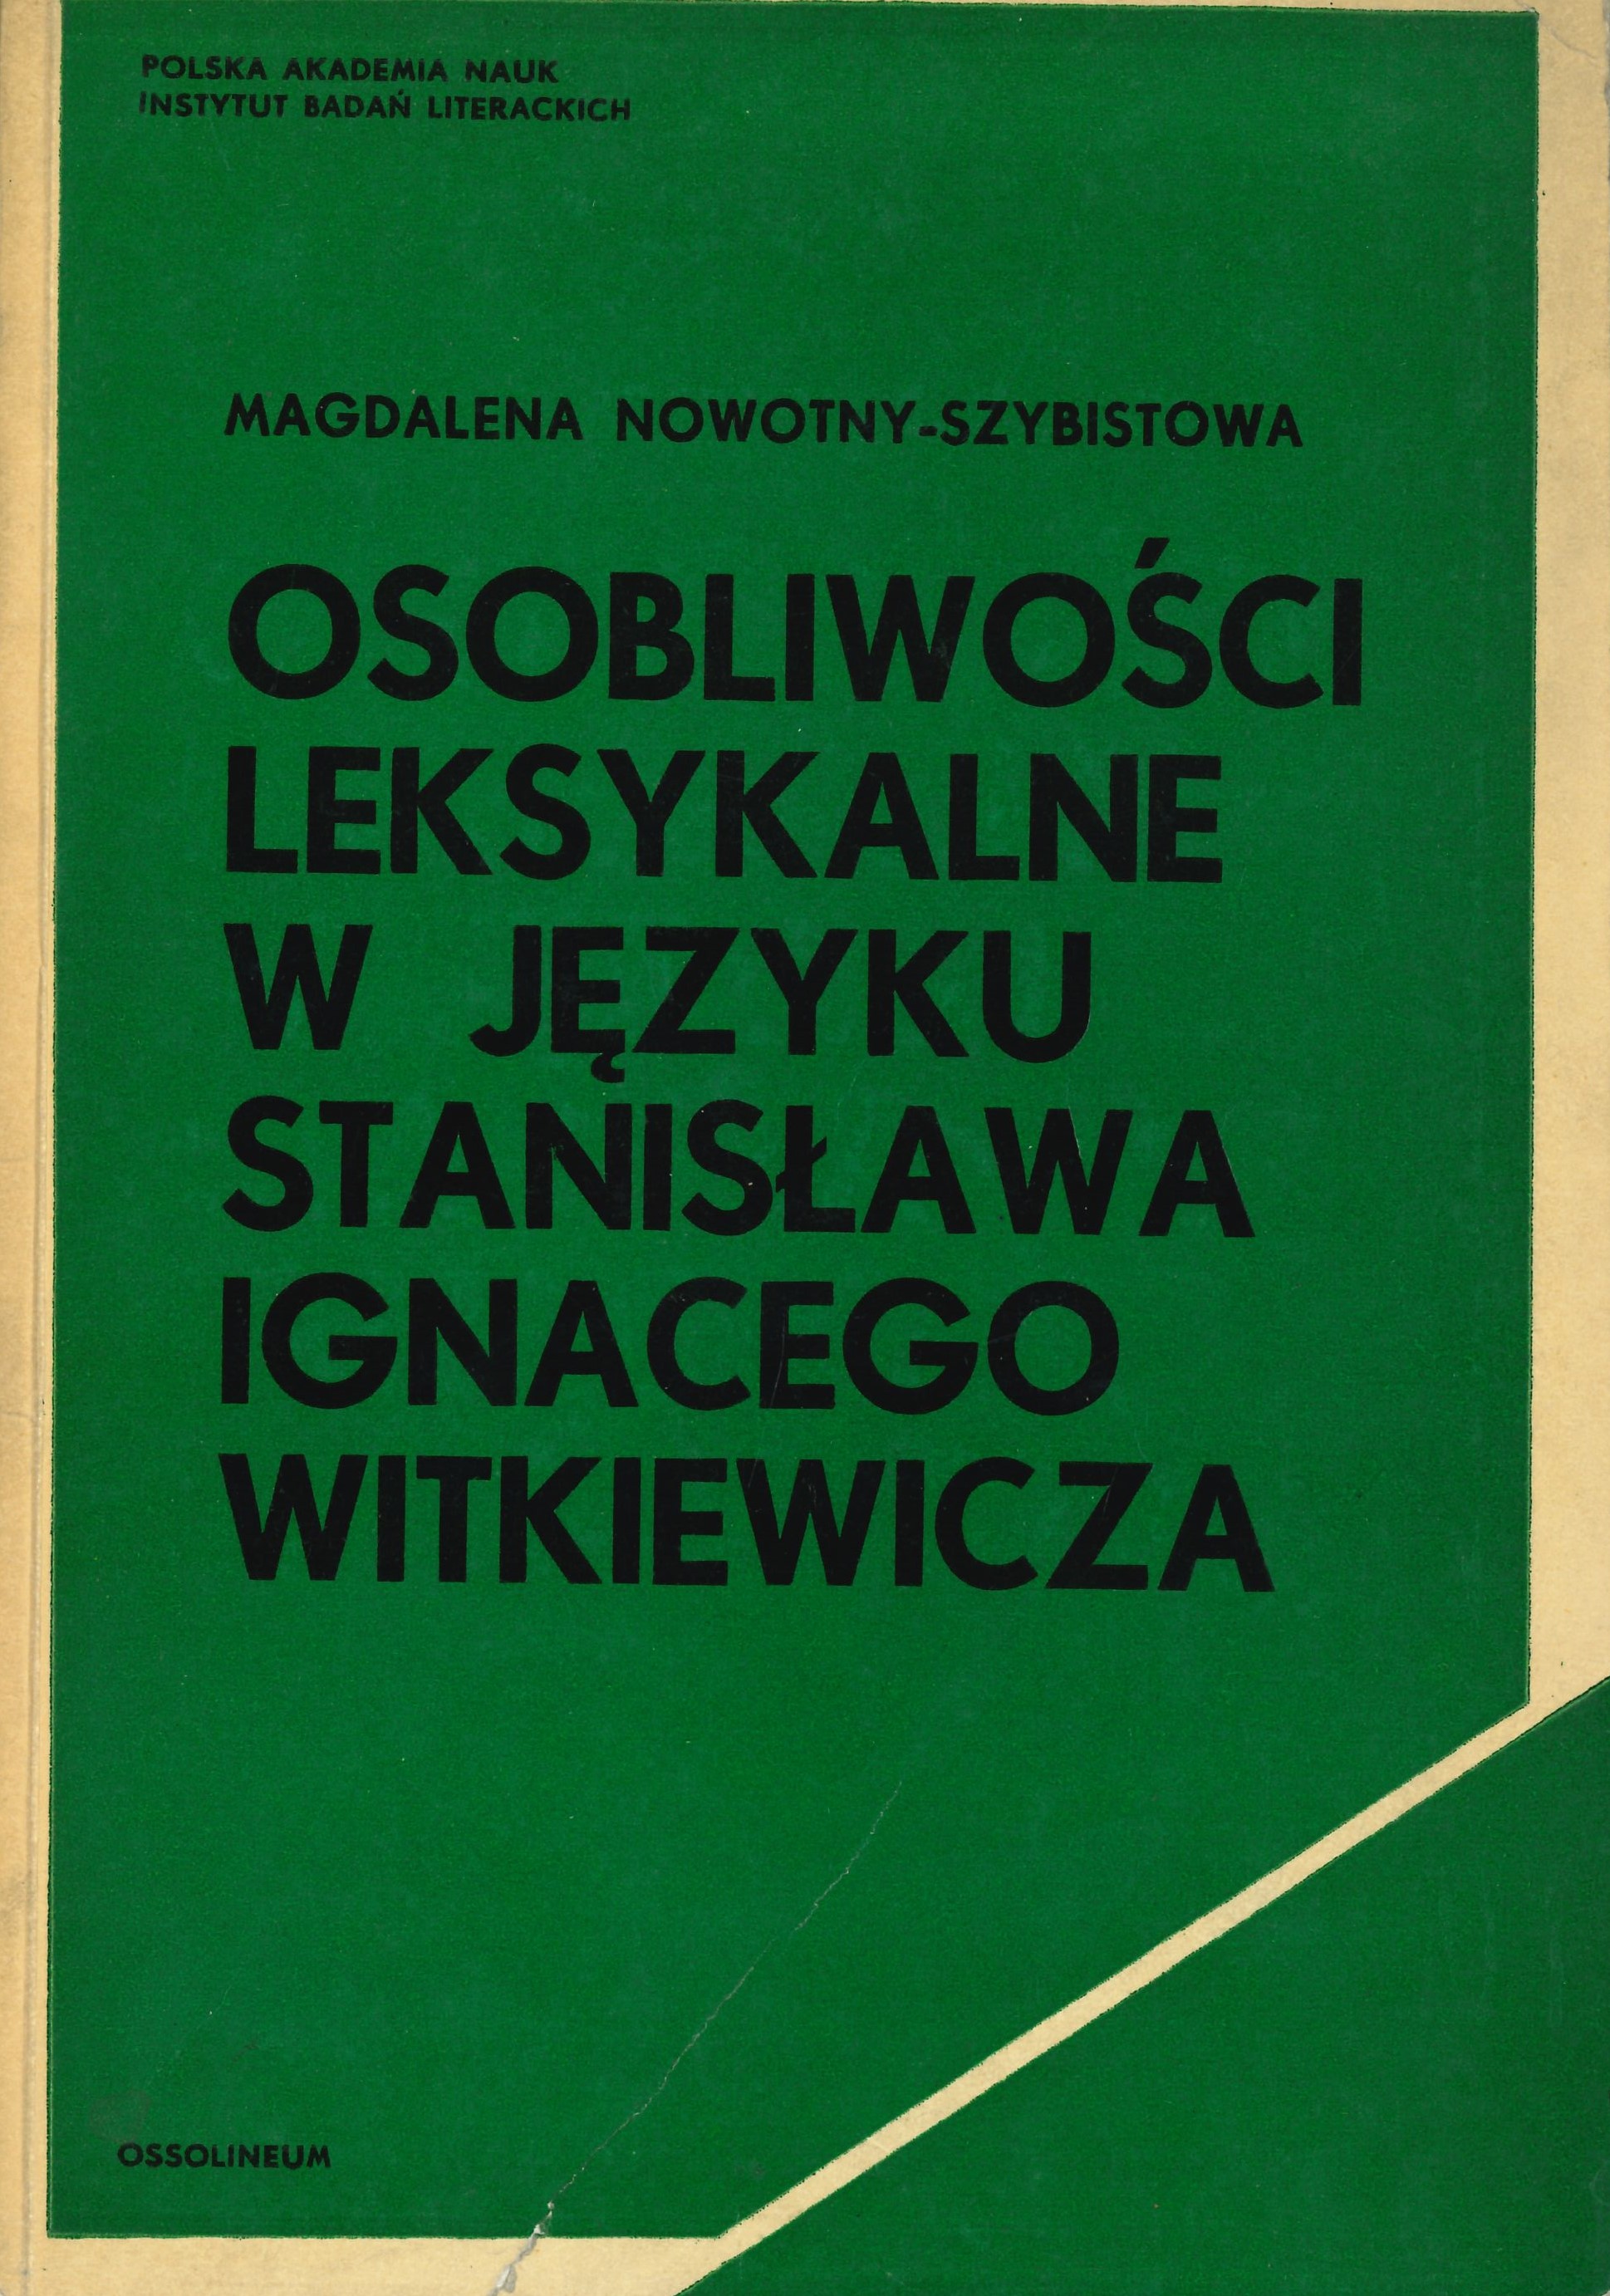 POLSKA AKADEMIA NAUK
INSTYTUT BADAŃ LITERACKICH
MAGDALENA NOWOTNY-SZYBISTOWA
OSOBLIWOŚCI
LEKSYKALNE
W JĘZYKU
STANISŁAWA
IGNACEGO
WITKIEWICZA
OSSOLINEUM